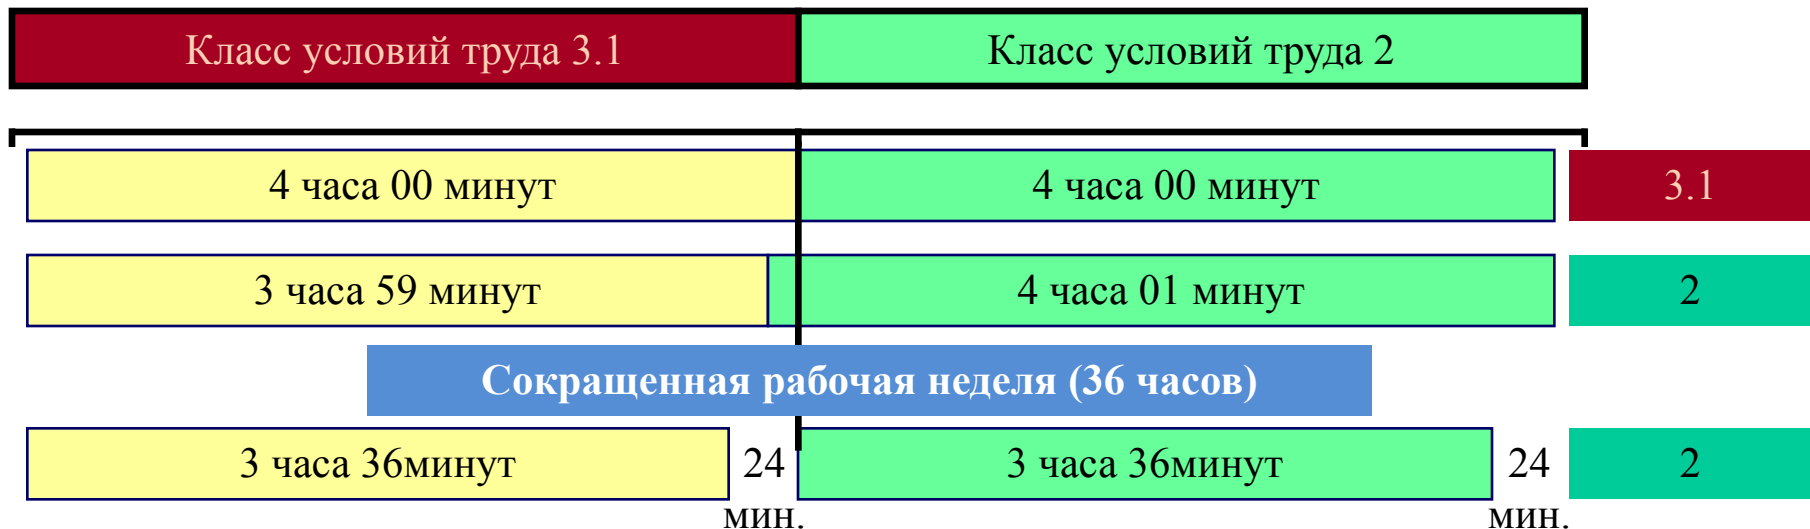 Класс условий труда 3.1
Класс условий труда 2
4 часа 00 минут
4 часа 00 минут
3.1
3 часа 59 минут
4 часа 01 минут
2
Сокращенная рабочая неделя (36 часов)
3 часа 36минут
24
мин.
3 часа 36минут
24
мин.
2